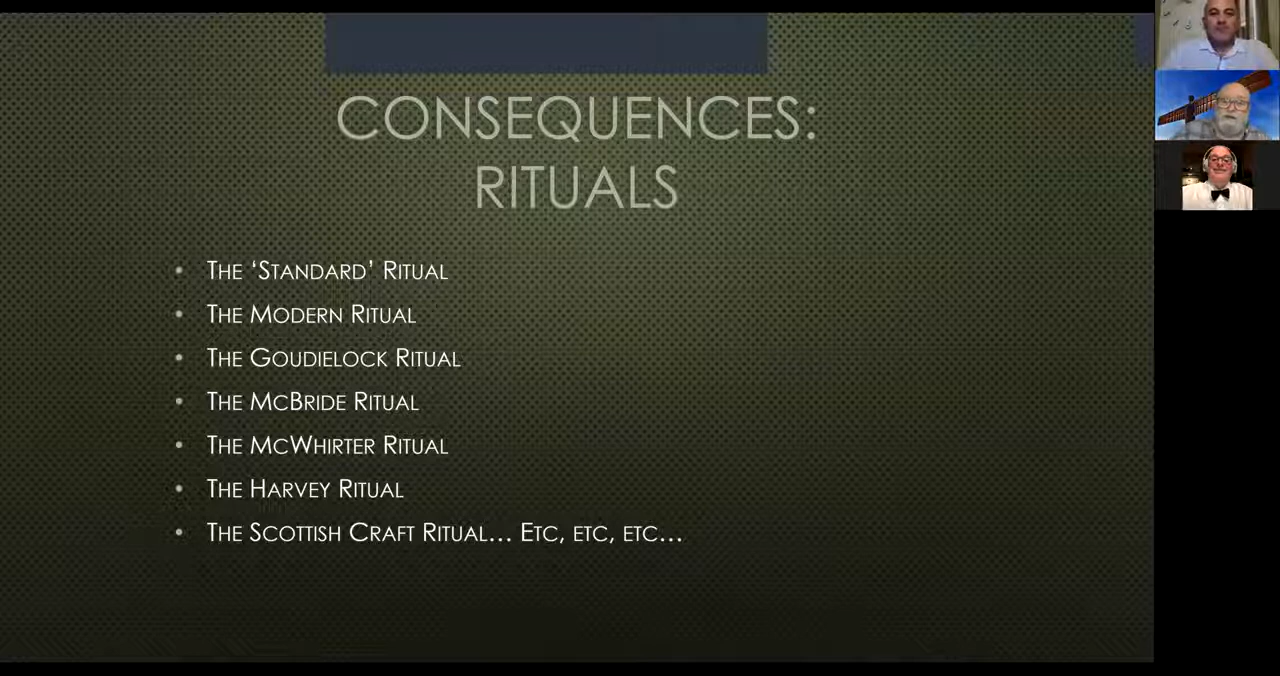 CONSEQUENCES:
RITUALS
• THE ‘STANDARD’ RITUAL
• THE MODERN RITUAL
• THE GOUDIELOCK RITUAL
• THE MCBRIDE RITUAL
• THE MCWHIRTER RITUAL
• THE HARVEY RITUAL
• THE SCOTTISH CRAFT RITUAL… ETC, ETC, ETC…